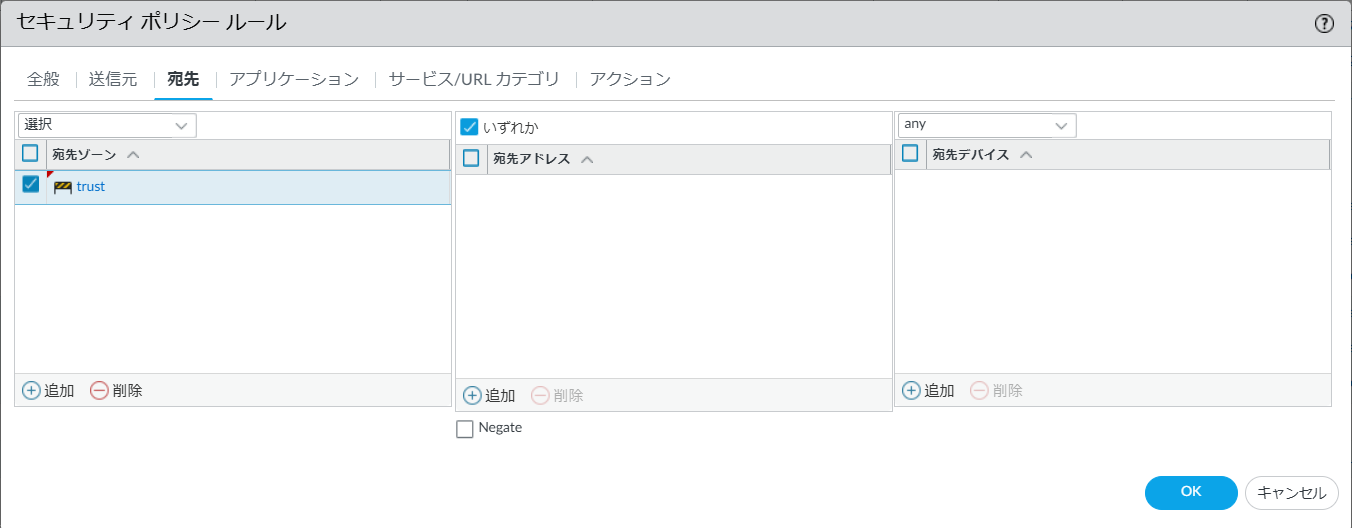 セキュリティ ポリシー ルール
全般 送信元 宛先 アプリケーション サービス/URL カテゴリ アクション
選択
宛先ゾーン
trust
追加 削除
いずれか
宛先アドレス
追加 削除
Negate
any
宛先デバイス
追加 削除
OK キャンセル